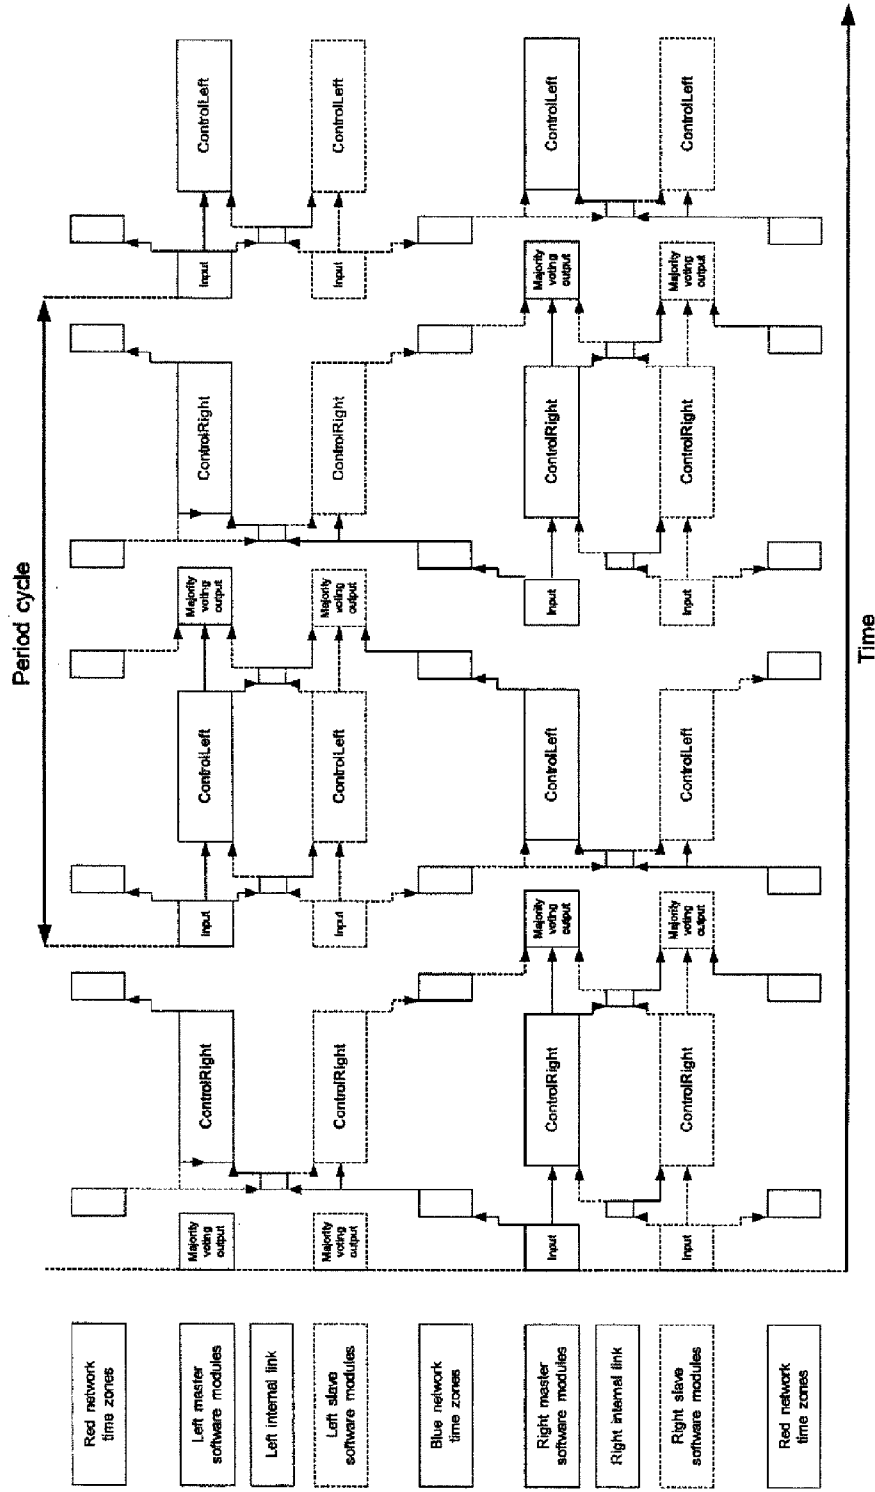 Period cycle
Red network
time zones
Left master
software modules
Majority
voting
output
ControlRight
Input
ControlLeft
Majority
voting
output
ControlRight
Input
ControlLeft
Left internal link
Left slave
software modules
Majority
voting
output
ControlRight
Input
ControlLeft
Majority
voting
output
ControlRight
Input
ControlLeft
Blue network
time zones
Right master
software modules
Input
ControlRight
Majority
voting
output
ControlLeft
Input
ControlRight
Majority
voting
output
ControlLeft
Right internal link
Right slave
software modules
Input
ControlRight
Majority
voting
output
ControlLeft
Input
ControlRight
Majority
voting
output
ControlLeft
Red network
time zones
Time